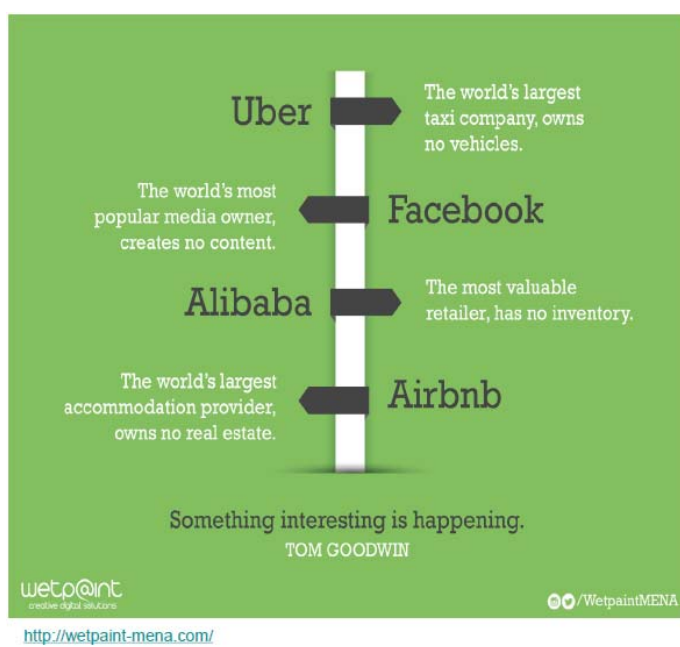 Uber
The world's largest
taxi company, owns
no vehicles.
The world's most
popular media owner,
creates no content.
Facebook
Alibaba
The most valuable
retailer, has no inventory.
The world's largest
accommodation provider,
owns no real estate.
Airbnb
Something interesting is happening.
TOM GOODWIN
wetp@int
creative digital solutions
/WetpaintMENA
http://wetpaint-mena.com/